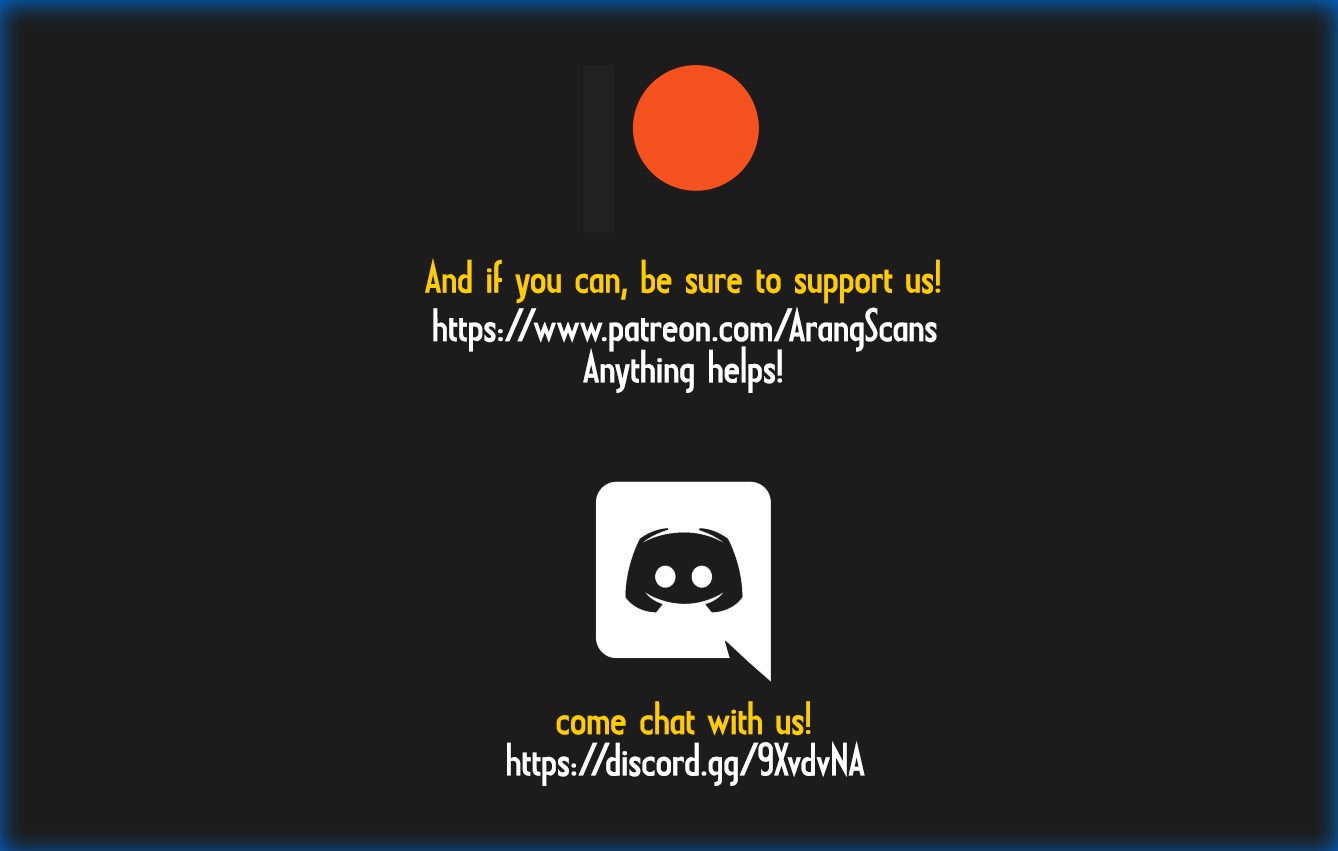 And if you can, be sure to support us!
https://www.patreon.com/ArangScans
Anything helps!
come chat with us!
https://discord.gg/9XvdvNA